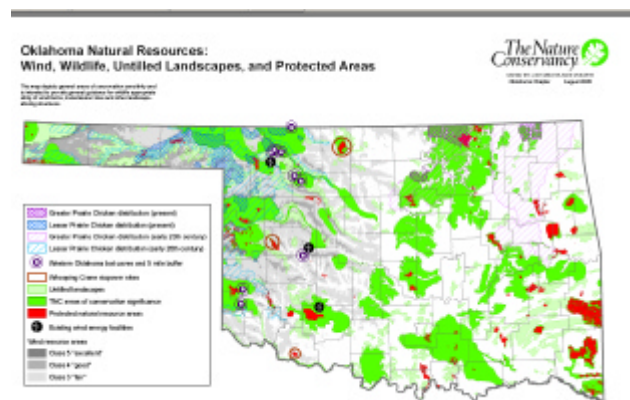 Oklahoma Natural Resources:
Wind, Wildlife, Untilled Landscapes, and Protected Areas
The Nature
Conservancy
Oklahoma Chapter August 2009
Greater Prairie Chicken distribution (present)
Lesser Prairie Chicken distribution (present)
Greater Prairie Chicken distribution (early 20th century)
Lesser Prairie Chicken distribution (early 20th century)
Western Oklahoma bat caves and 5 mile buffer
Whooping Crane stopover sites
Untilled landscapes
TNC areas of conservation significance
Protected natural resource areas
Existing wind energy facilities
Wind resource areas
Class 5 "excellent"
Class 4 "good"
Class 3 "fair"